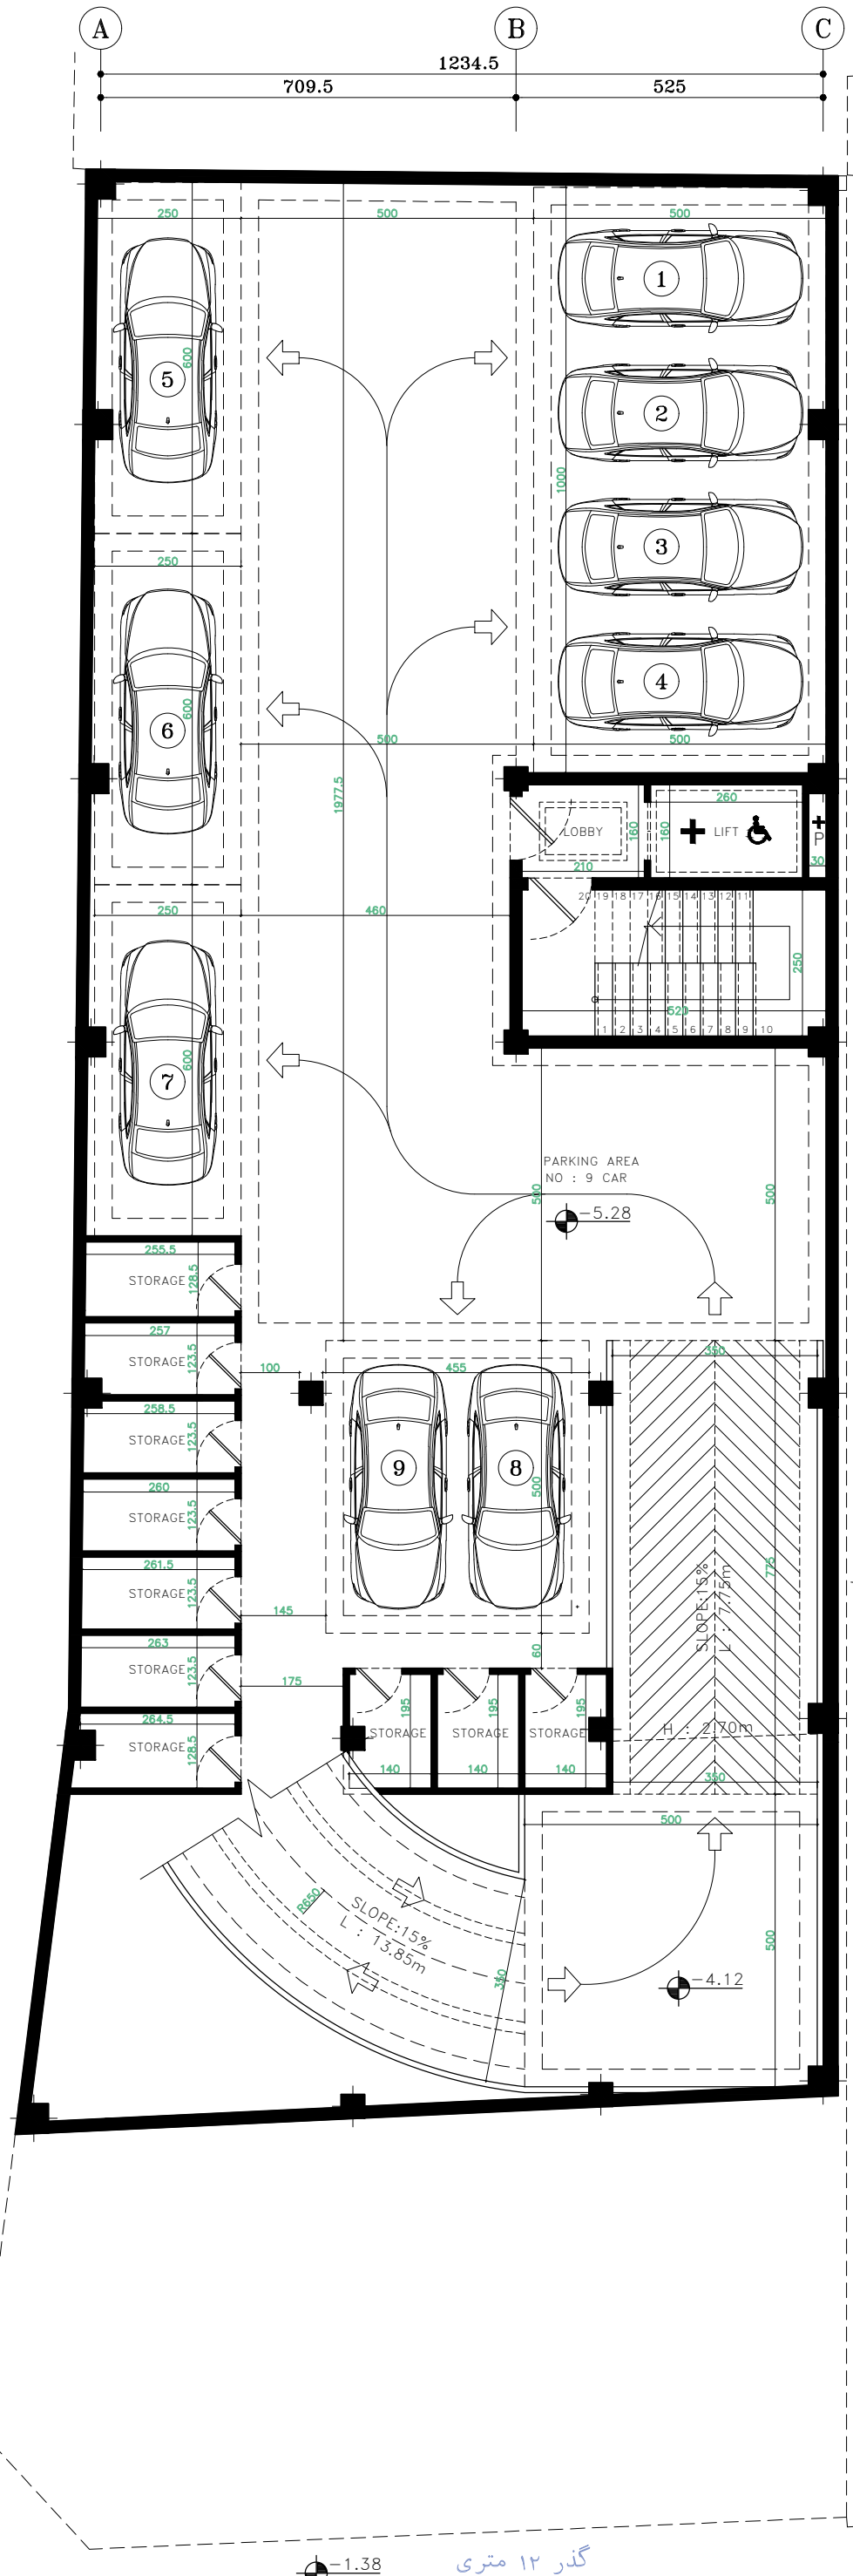 A B C
1234.5
709.5 525
250 500 500
1
5
600
2
1000
3
250
4
6
600
500 500
1977.5
260
LOBBY 160 160 LIFT P
210 30
250 460
20 19 18 17 16 15 14 13 12 11
250
520
1 2 3 4 5 6 7 8 9 10
7
600
PARKING AREA
NO : 9 CAR
500 500
-5.28
255.5
STORAGE 128.5
257
STORAGE 123.5
350
100 455
258.5
STORAGE 123.5
9 8
500
260
STORAGE 123.5
261.5
STORAGE 123.5
SLOPE:15%
L : 7.75m
775
145
263
STORAGE 123.5
60
175
264.5
STORAGE 128.5
195 195 195
STORAGE STORAGE STORAGE
H : 2.70m
140 140 140
350
500
R650
SLOPE:15%
L : 13.85m
350
500
-4.12
-1.38
گذر ۱۲ متری